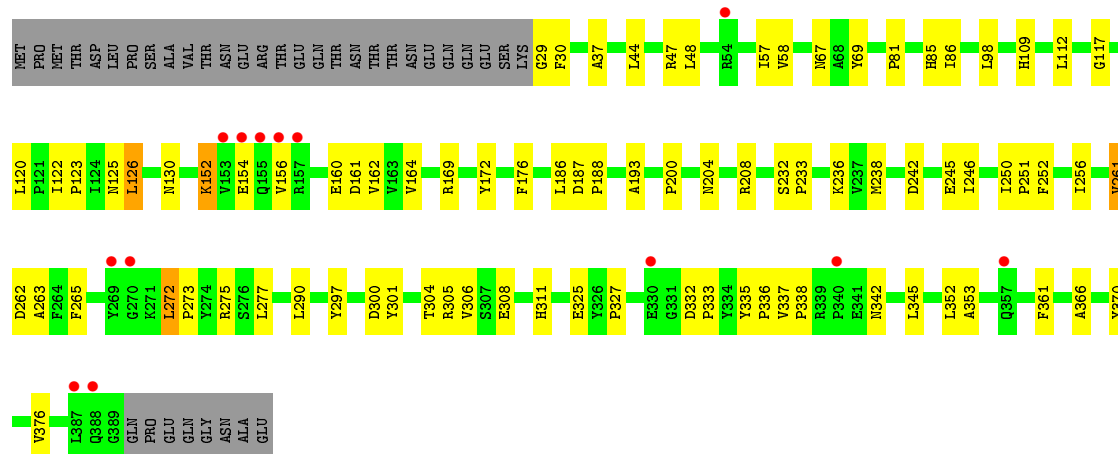 MET PRO MET THR ASP LEU PRO SER ALA VAL THR ASN GLU ARG THR GLU GLN THR ASN THR THR ASN GLU GLN GLN GLU SER LYS G29 F30 A37 L44 R47 L48 R54 I57 V58 N67 A68 Y69 P81 H85 I86 L98 H109 L112 G117
L120 P121 I122 P123 I124 N125 L126 N130 K152 V153 E154 Q155 V156 R157 E160 D161 V162 V163 V164 R169 Y172 F176 L186 D187 P188 A193 P200 N204 R208 S232 P233 K236 V237 M238 D242 E245 I246 I250 P251 F252 I256
D262 A263 F264 F265 Y269 G270 K271 L272 P273 Y274 R275 S276 L277 L290 Y297 D300 Y301 T304 R305 V306 S307 E308 H311 E325 Y326 P327 E330 G331 D332 P333 Y334 Y335 P336 V337 P338 R339 P340 E341 N342 L345 L352 A353 Q357 F361 A366
V376 L387 Q388 G389 GLN PRO GLU GLN GLY ASN ALA GLU